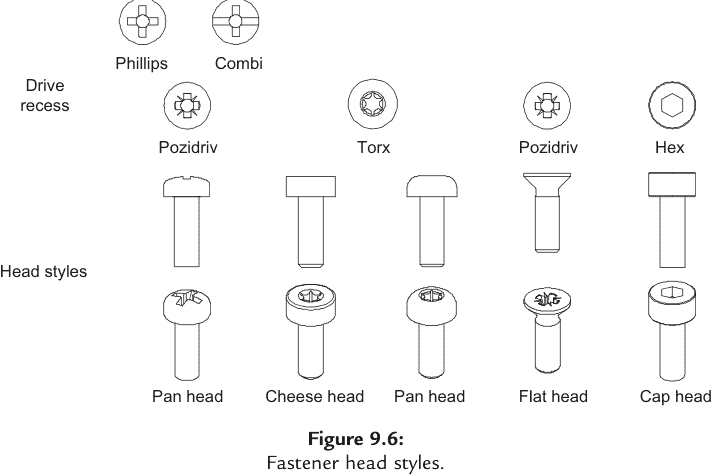 Phillips Combi
Drive
recess
Pozidriv Torx Pozidriv Hex
Head styles
Pan head Cheese head Pan head Flat head Cap head
Figure 9.6:
Fastener head styles.